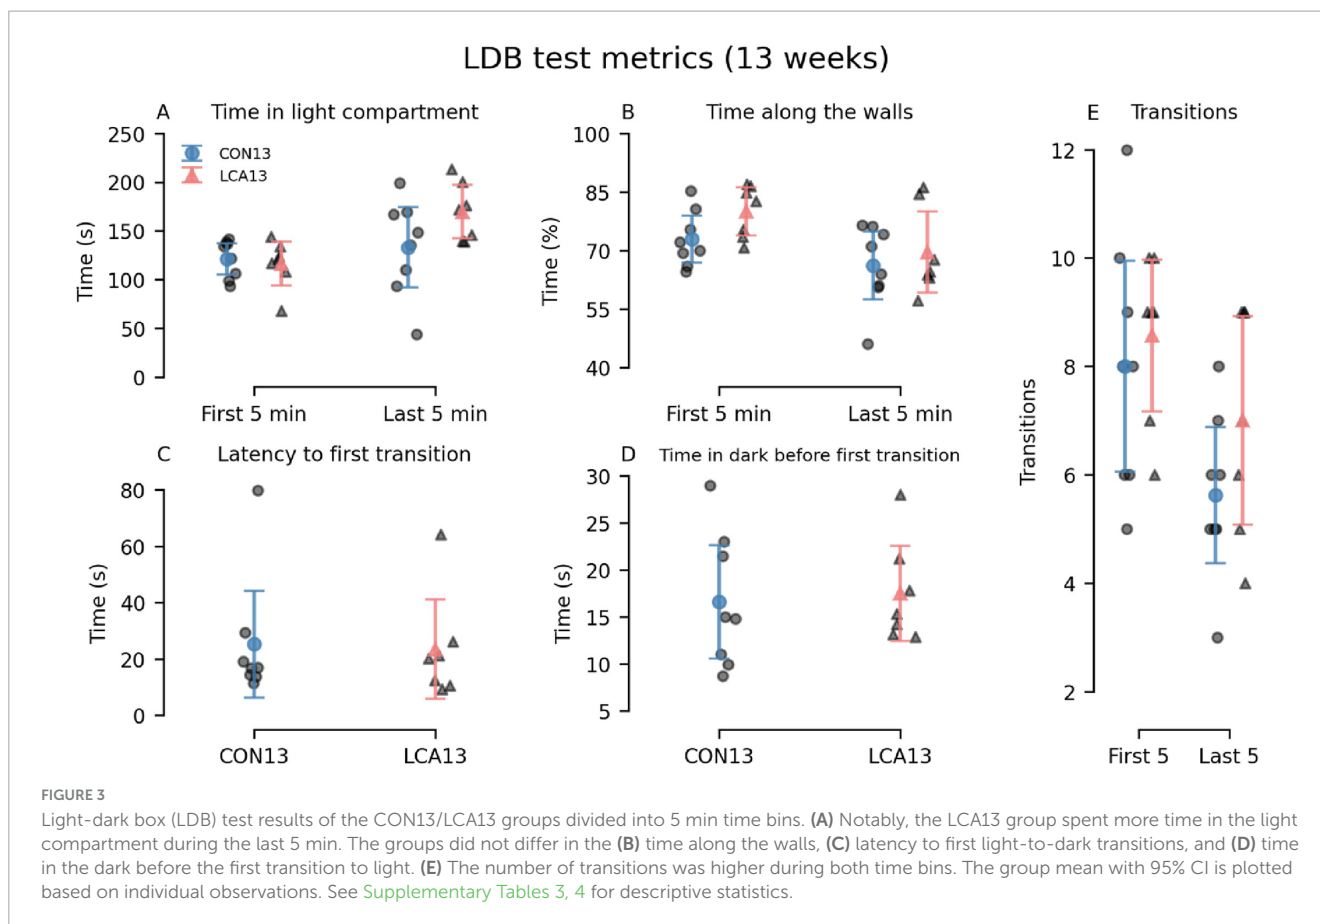 LDB test metrics (13 weeks)
A Time in light compartment
250
200
150
100
50
0
Time (s)
CON13
LCA13
First 5 min Last 5 min
B Time along the walls
100
85
70
55
40
Time (%)
First 5 min Last 5 min
C Latency to first transition
80
60
40
20
0
Time (s)
CON13 LCA13
D Time in dark before first transition
30
25
20
15
10
5
Time (s)
CON13 LCA13
E Transitions
12
10
8
6
4
2
Transitions
First 5 Last 5
FIGURE 3
Light-dark box (LDB) test results of the CON13/LCA13 groups divided into 5 min time bins. (A) Notably, the LCA13 group spent more time in the light
compartment during the last 5 min. The groups did not differ in the (B) time along the walls, (C) latency to first light-to-dark transitions, and (D) time
in the dark before the first transition to light. (E) The number of transitions was higher during both time bins. The group mean with 95% CI is plotted
based on individual observations. See Supplementary Tables 3, 4 for descriptive statistics.